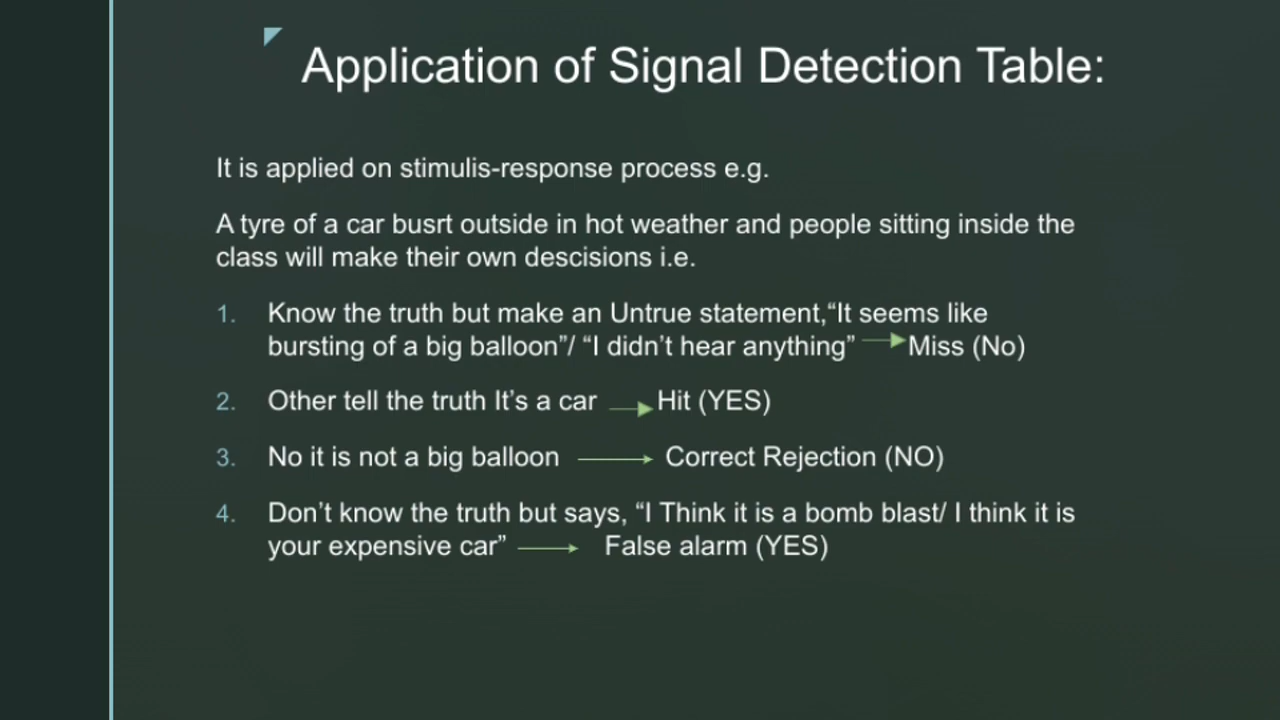 Application of Signal Detection Table:
It is applied on stimulis-response process e.g.
A tyre of a car busrt outside in hot weather and people sitting inside the
class will make their own descisions i.e.
1. Know the truth but make an Untrue statement,“It seems like
bursting of a big balloon”/ “I didn’t hear anything” Miss (No)
2. Other tell the truth It’s a car Hit (YES)
3. No it is not a big balloon Correct Rejection (NO)
4. Don’t know the truth but says, “I Think it is a bomb blast/ I think it is
your expensive car” False alarm (YES)